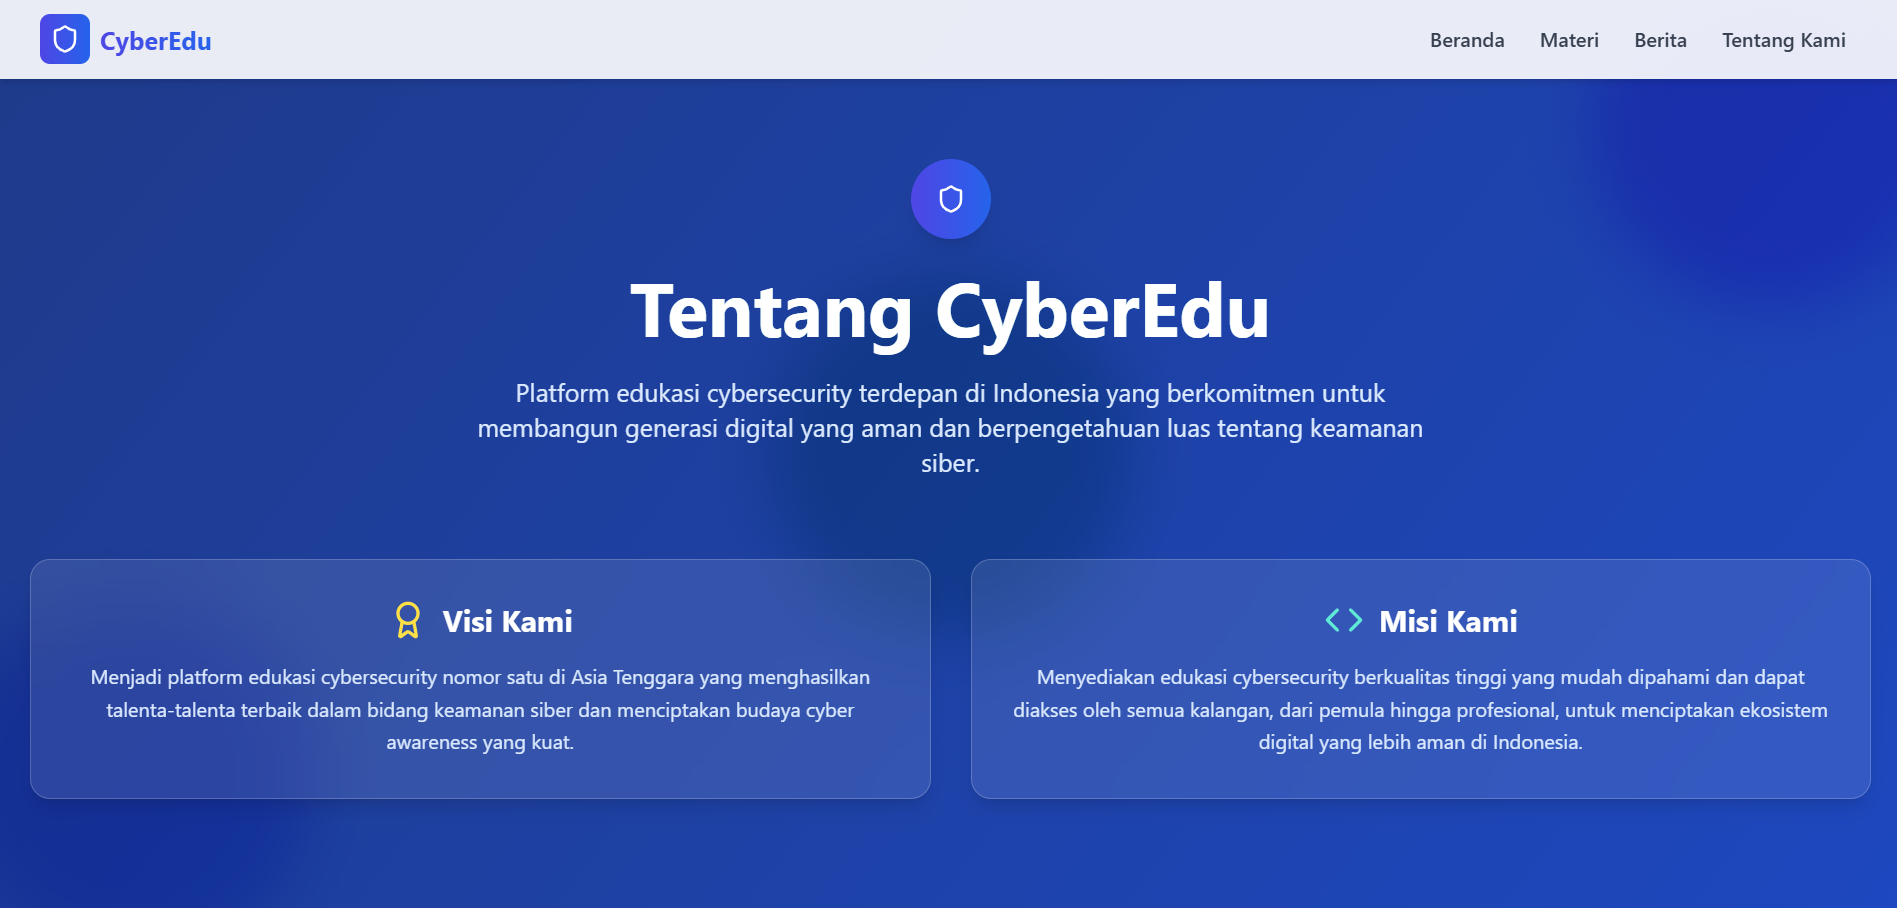 CyberEdu
Beranda
Materi
Berita
Tentang Kami
Tentang CyberEdu
Platform edukasi cybersecurity terdepan di Indonesia yang berkomitmen untuk
membangun generasi digital yang aman dan berpengetahuan luas tentang keamanan
siber.
Visi Kami
Menjadi platform edukasi cybersecurity nomor satu di Asia Tenggara yang menghasilkan
talenta-talenta terbaik dalam bidang keamanan siber dan menciptakan budaya cyber
awareness yang kuat.
Misi Kami
Menyediakan edukasi cybersecurity berkualitas tinggi yang mudah dipahami dan dapat
diakses oleh semua kalangan, dari pemula hingga profesional, untuk menciptakan ekosistem
digital yang lebih aman di Indonesia.